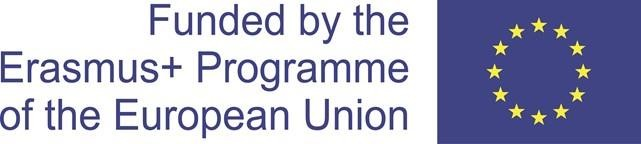 Funded by the
Erasmus+ Programme
of the European Union